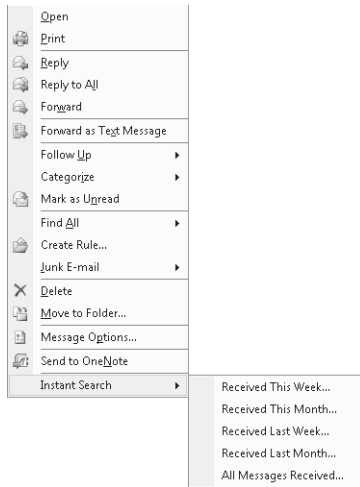 Open
Print
Reply
Reply to All
Forward
Forward as Text Message
Follow Up
Categorize
Mark as Unread
Find All
Create Rule...
Junk E-mail
Delete
Move to Folder...
Message Options...
Send to OneNote
Instant Search
Received This Week...
Received This Month...
Received Last Week...
Received Last Month...
All Messages Received...